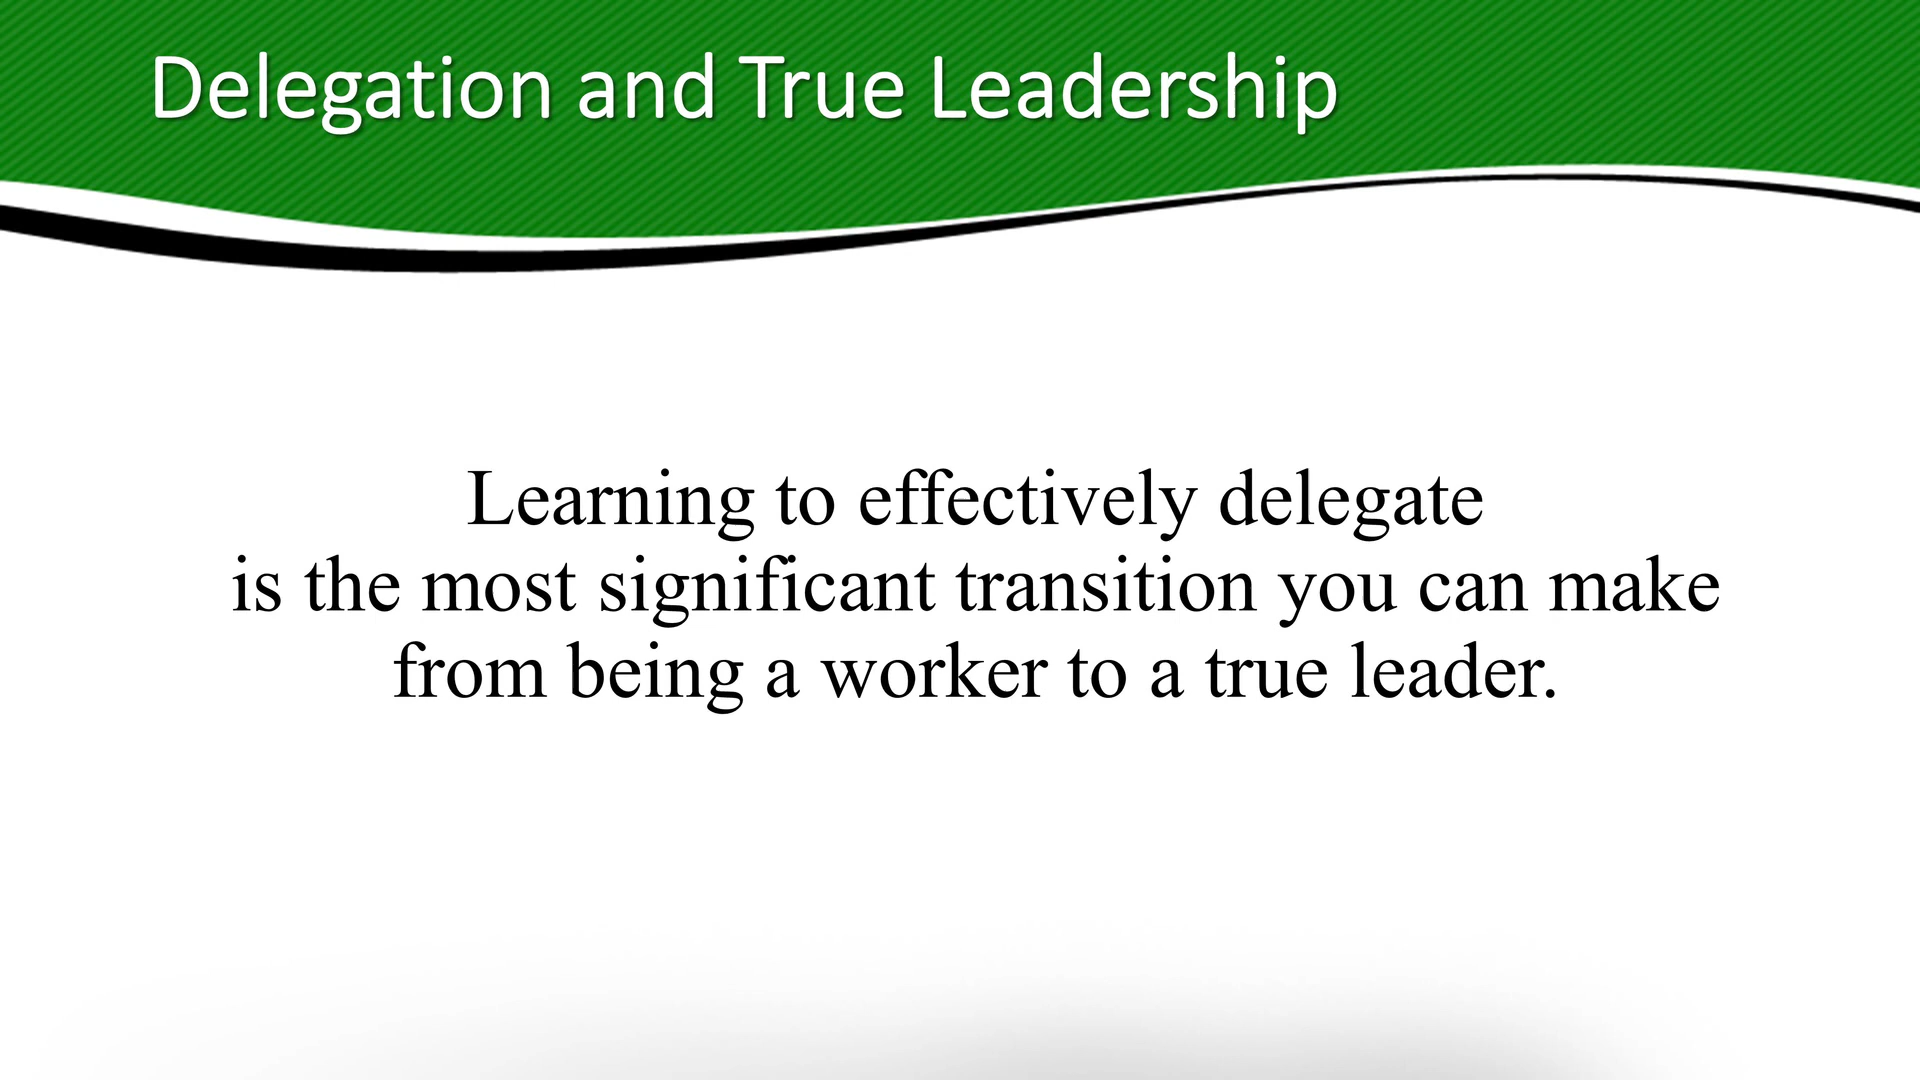 Delegation and True Leadership
Learning to effectively delegate
is the most significant transition you can make
from being a worker to a true leader.